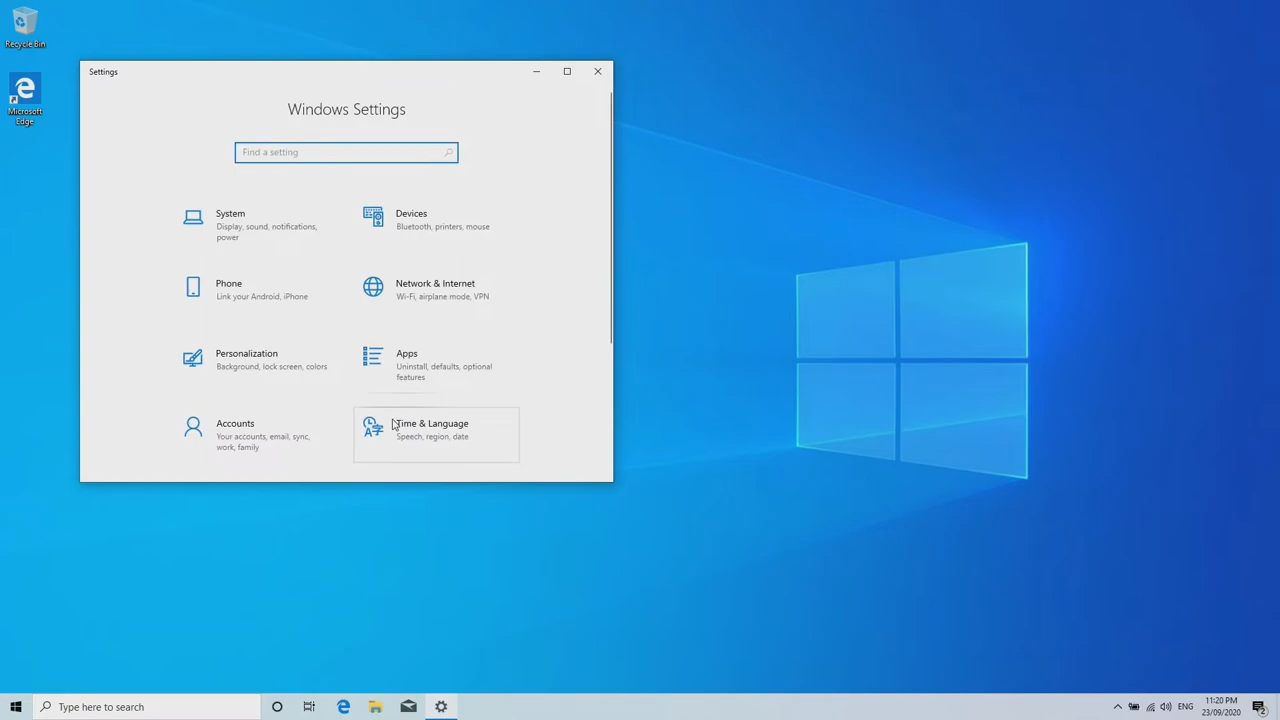 Recycle Bin
Microsoft
Edge
Settings
Windows Settings
Find a setting
System
Display, sound, notifications,
power
Devices
Bluetooth, printers, mouse
Phone
Link your Android, iPhone
Network & Internet
Wi-Fi, airplane mode, VPN
Personalization
Background, lock screen, colors
Apps
Uninstall, defaults, optional
features
Accounts
Your accounts, email, sync,
work, family
Time & Language
Speech, region, date
Type here to search
ENG
11:20 PM
23/09/2020
2